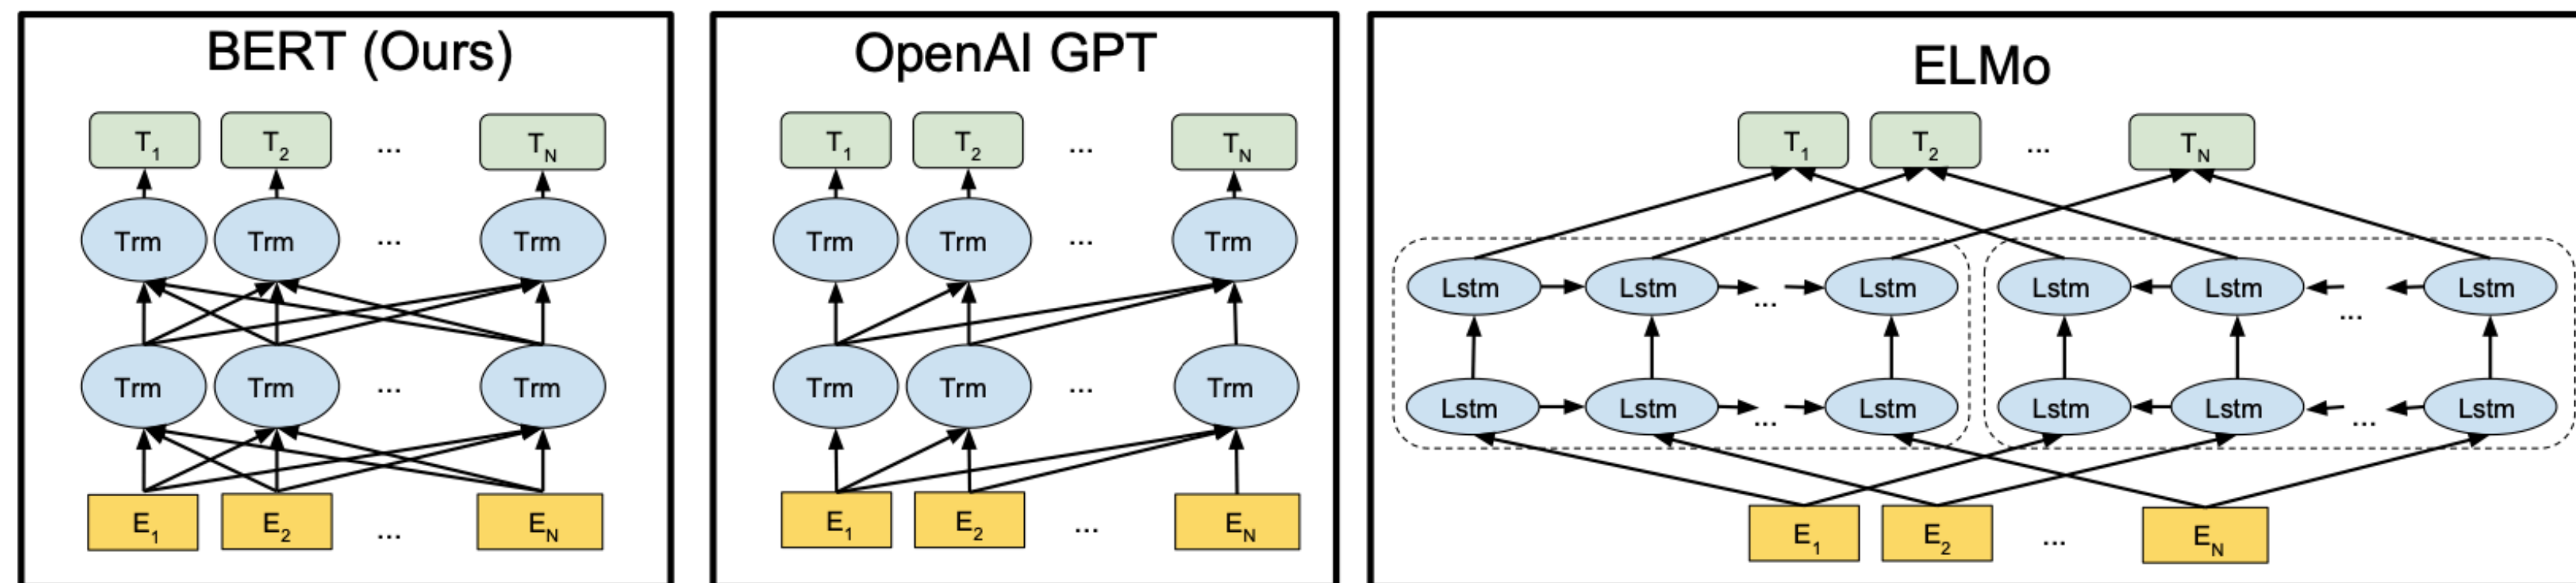 BERT (Ours)
T1 T2 ... TN
Trm Trm ... Trm
Trm Trm ... Trm
E1 E2 ... EN
OpenAI GPT
T1 T2 ... TN
Trm Trm ... Trm
Trm Trm ... Trm
E1 E2 ... EN
ELMo
T1 T2 ... TN
Lstm Lstm ... Lstm Lstm Lstm ... Lstm
Lstm Lstm ... Lstm Lstm Lstm ... Lstm
E1 E2 ... EN